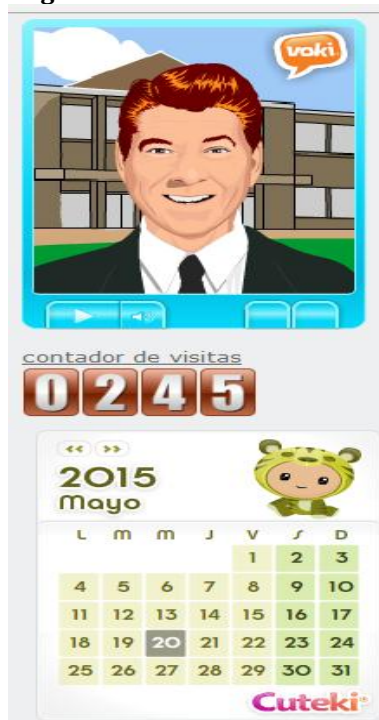 voki
contador de visitas
0245
<< >>
2015
Mayo
L m m J V S D
1 2 3
4 5 6 7 8 9 10
11 12 13 14 15 16 17
18 19 20 21 22 23 24
25 26 27 28 29 30 31
Cuteki